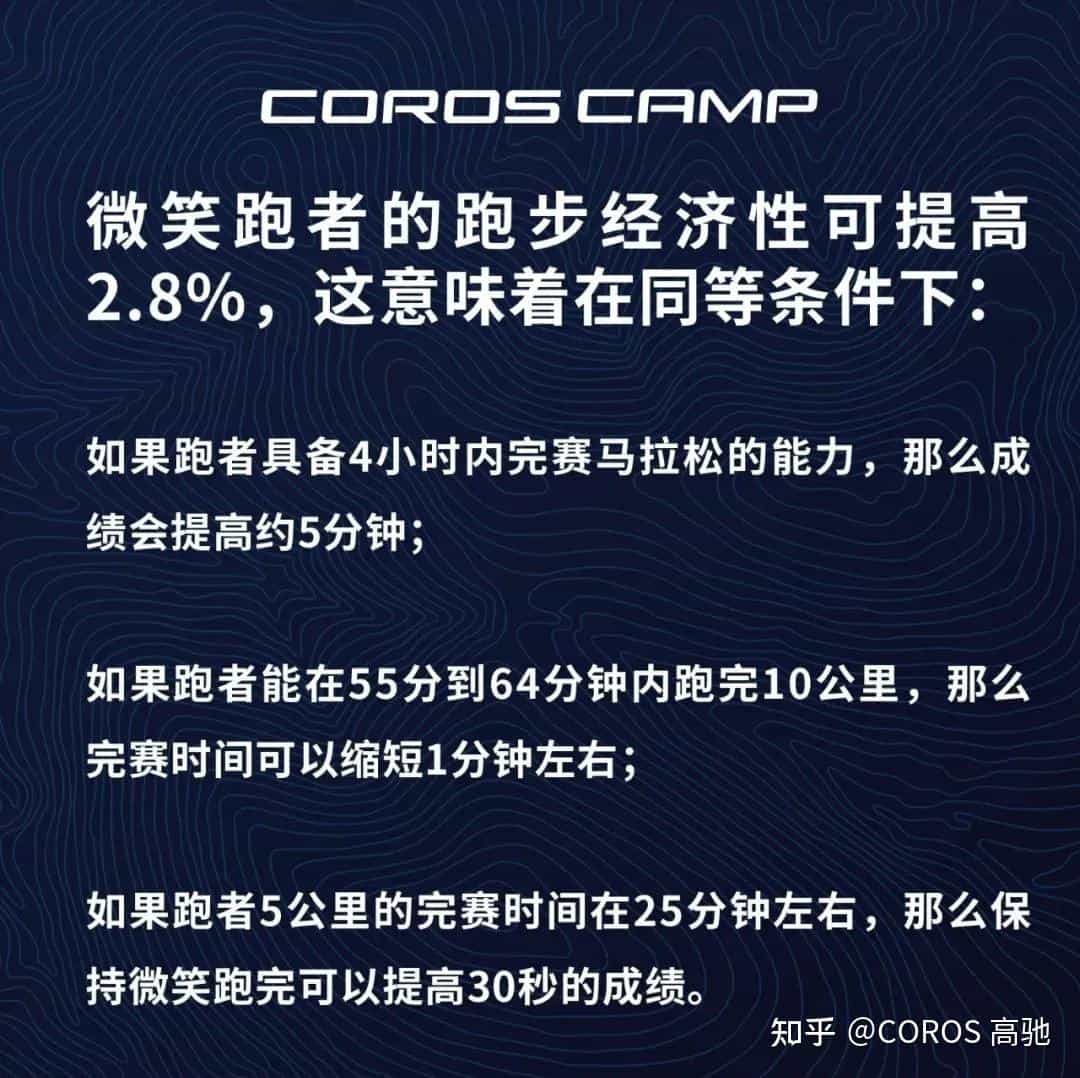 COROS CAMP
微笑跑者的跑步经济性可提高
2.8%，这意味着在同等条件下：
如果跑者具备4小时内完赛马拉松的能力，那么成
绩会提高约5分钟；
如果跑者能在55分到64分钟内跑完10公里，那么
完赛时间可以缩短1分钟左右；
如果跑者5公里的完赛时间在25分钟左右，那么保
持微笑跑完可以提高30秒的成绩。
知乎 @COROS 高驰